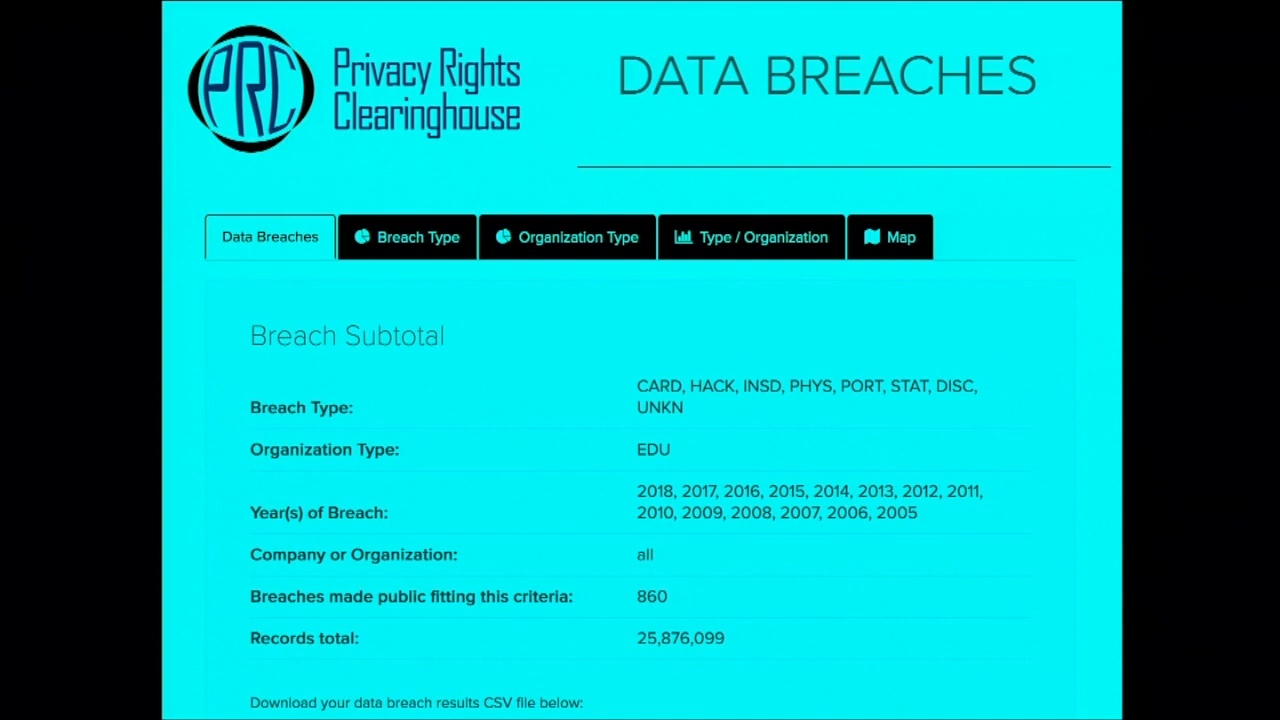 PRC
Privacy Rights
Clearinghouse
DATA BREACHES
Data Breaches
Breach Type
Organization Type
Type / Organization
Map
Breach Subtotal
Breach Type:
CARD, HACK, INSD, PHYS, PORT, STAT, DISC,
UNKN
Organization Type:
EDU
Year(s) of Breach:
2018, 2017, 2016, 2015, 2014, 2013, 2012, 2011,
2010, 2009, 2008, 2007, 2006, 2005
Company or Organization:
all
Breaches made public fitting this criteria:
860
Records total:
25,876,099
Download your data breach results CSV file below: